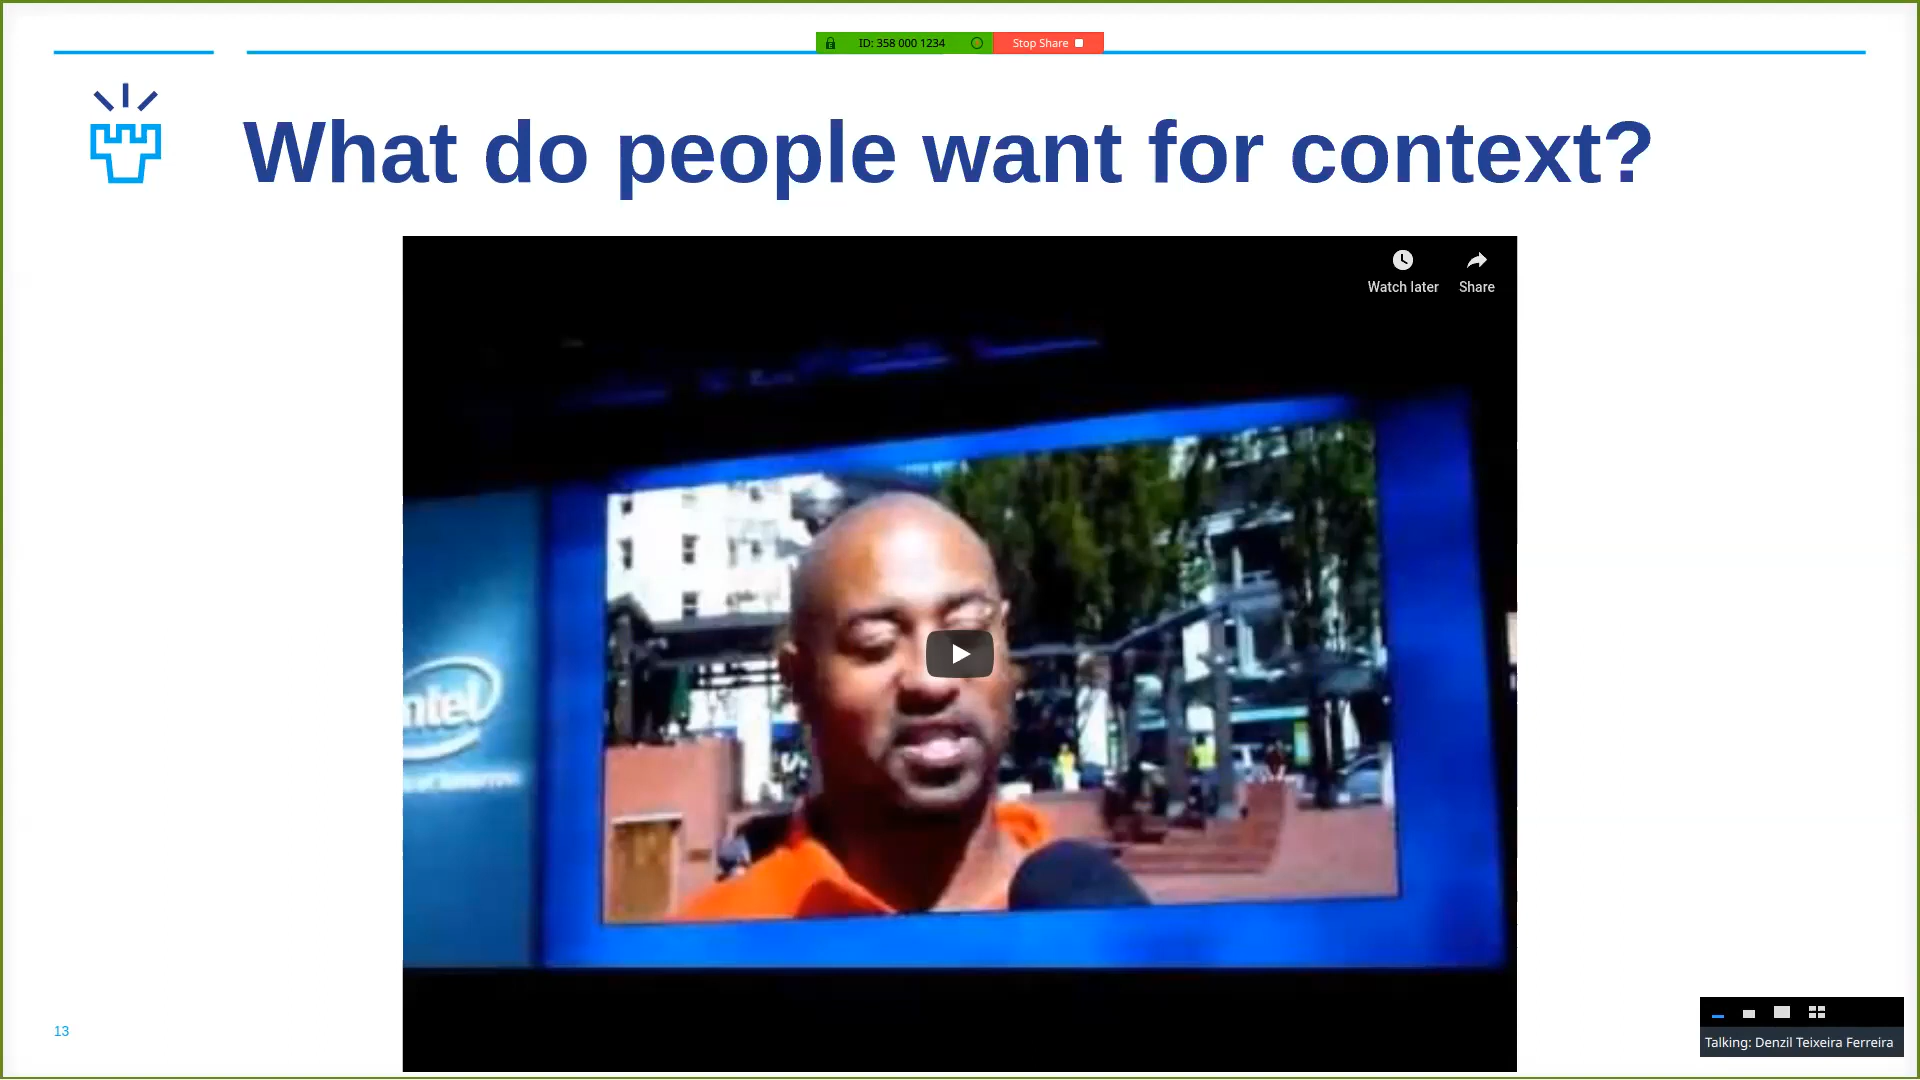 ID: 358 000 1234
Stop Share
What do people want for context?
Watch later
Share
ntel
13
Talking: Denzil Teixeira Ferreira